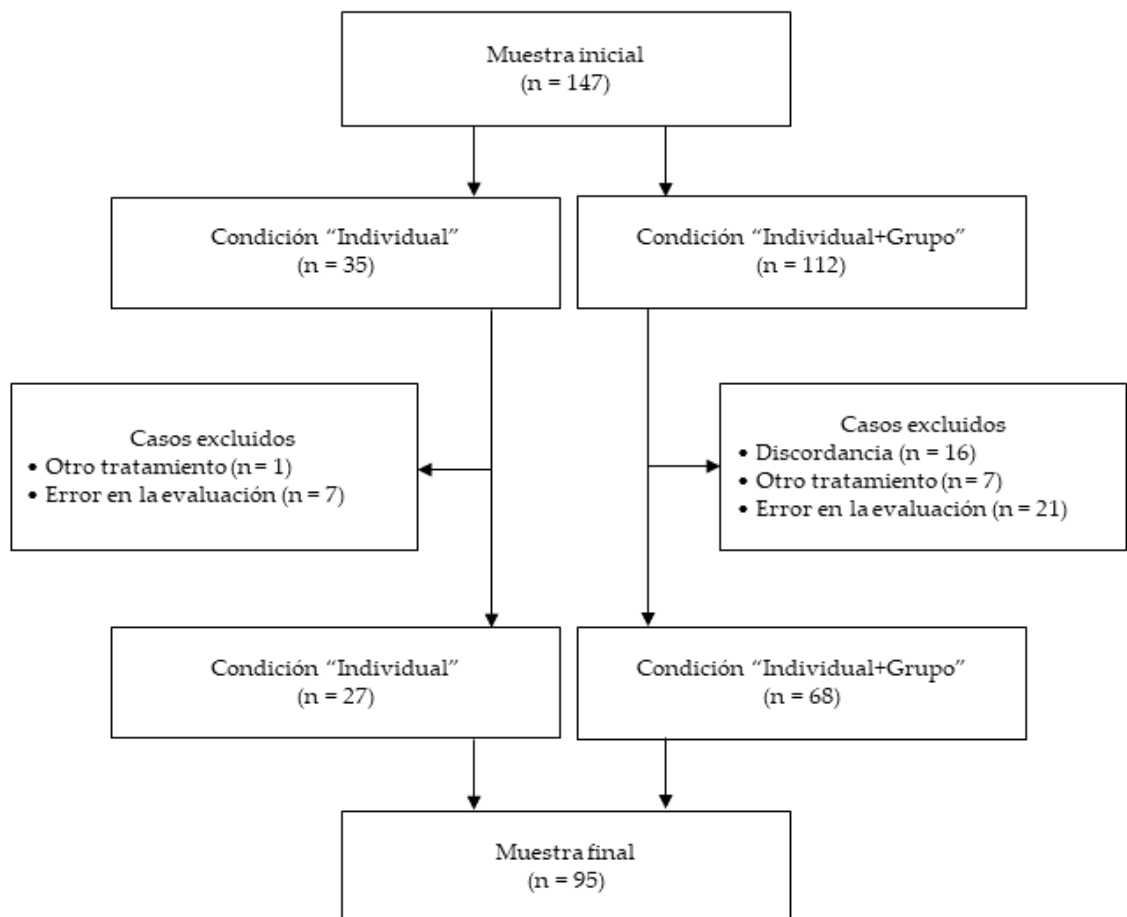 Muestra inicial
(n = 147)
Condición “Individual”
(n = 35)
Condición “Individual+Grupo”
(n = 112)
Casos excluidos
• Otro tratamiento (n = 1)
• Error en la evaluación (n = 7)
Casos excluidos
• Discordancia (n = 16)
• Otro tratamiento (n = 7)
• Error en la evaluación (n = 21)
Condición “Individual”
(n = 27)
Condición “Individual+Grupo”
(n = 68)
Muestra final
(n = 95)